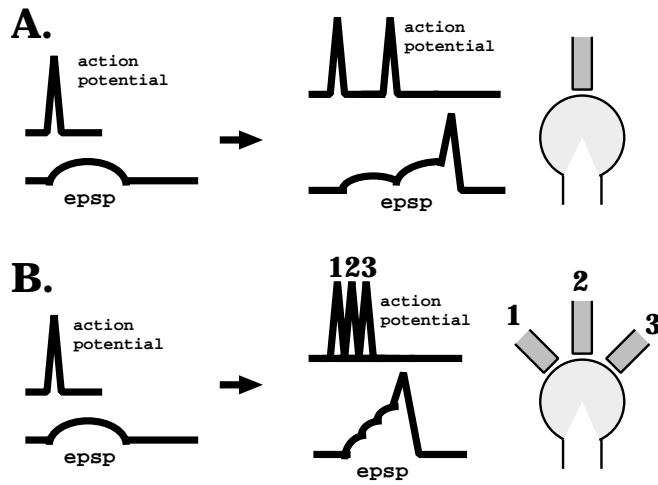 A.
action
potential
epsp
action
potential
epsp
B.
action
potential
epsp
123
action
potential
epsp
1
2
3